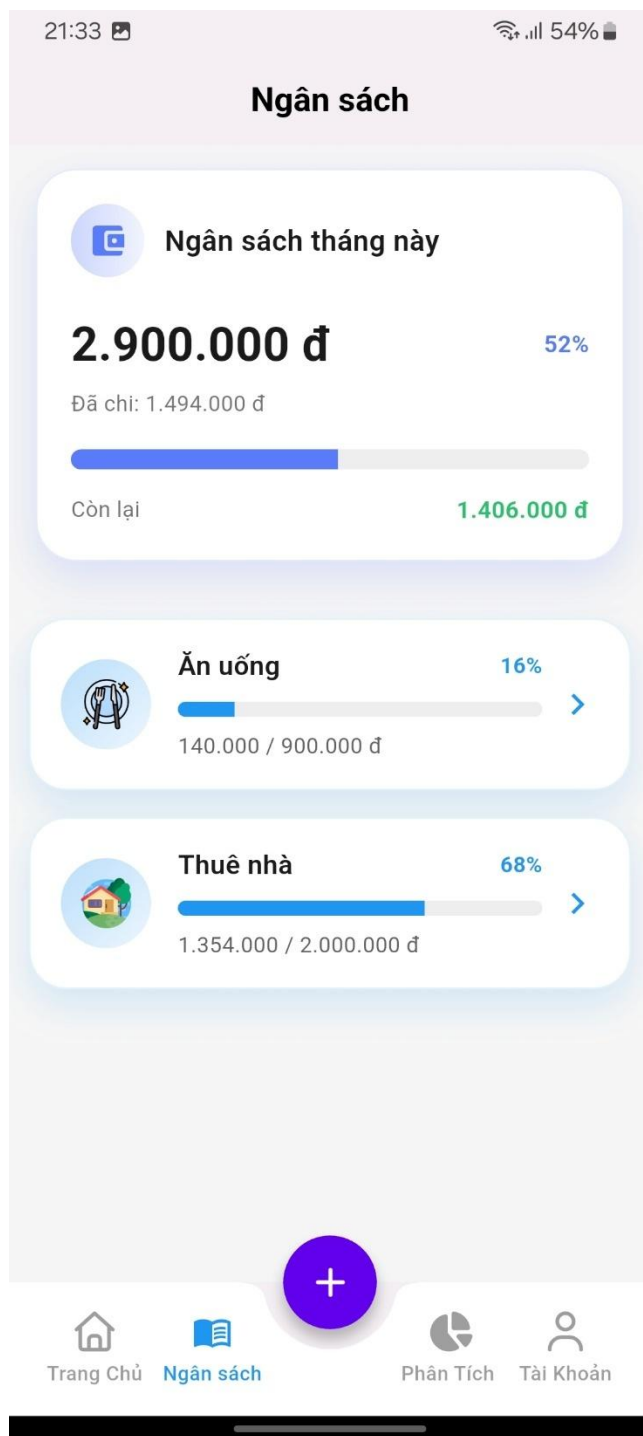 21:33 54%
Ngân sách
Ngân sách tháng này
2.900.000 đ 52%
Đã chi: 1.494.000 đ
Còn lại 1.406.000 đ
Ăn uống 16%
140.000 / 900.000 đ
Thuê nhà 68%
1.354.000 / 2.000.000 đ
+
Trang Chủ Ngân sách Phân Tích Tài Khoản